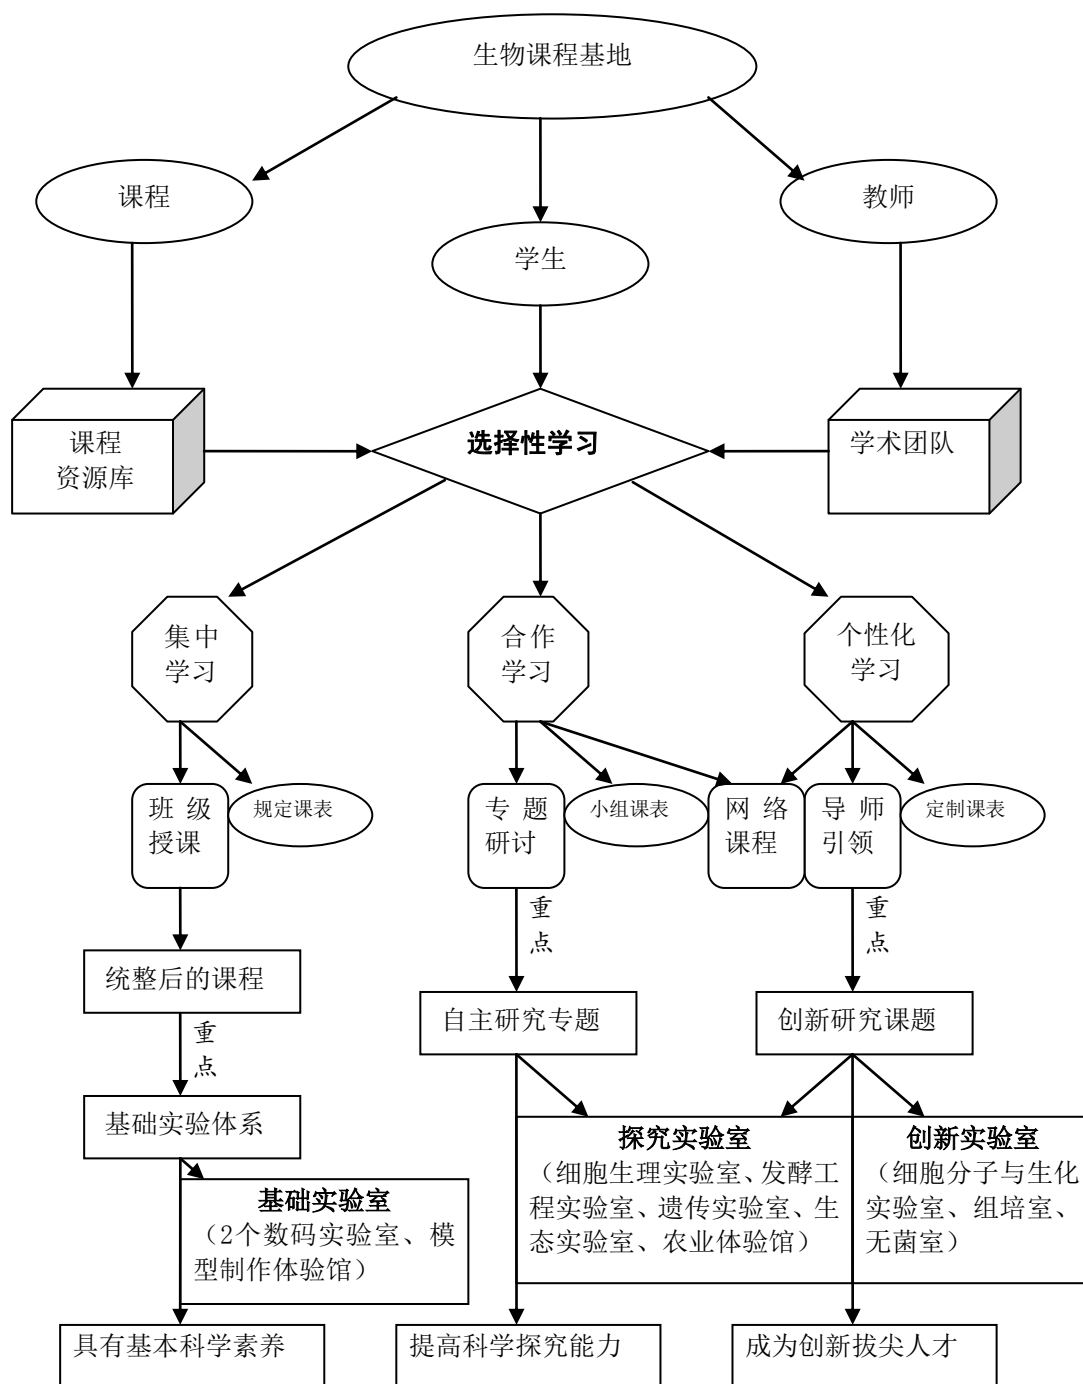 生物课程基地
课程
教师
学生
课程
资源库
选择性学习
学术团队
集中
学习
合作
学习
个性化
学习
班级
授课
规定课表
专题
研讨
小组课表
网络
课程
导师
引领
定制课表
重
点
重
点
统整后的课程
自主研究专题
创新研究课题
重
点
基础实验体系
探究实验室
（细胞生理实验室、发酵工
程实验室、遗传实验室、生
态实验室、农业体验馆）
创新实验室
（细胞分子与生化
实验室、组培室、
无菌室）
基础实验室
（2个数码实验室、模
型制作体验馆）
具有基本科学素养
提高科学探究能力
成为创新拔尖人才